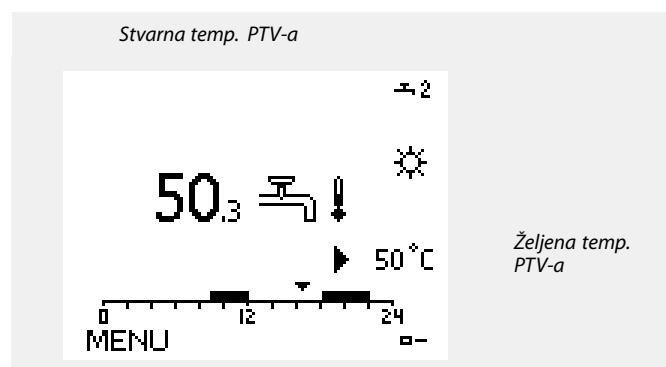 Stvarna temp. PTV-a
2
50.3
50°C
Željena temp.
PTV-a
0 12 24
MENU